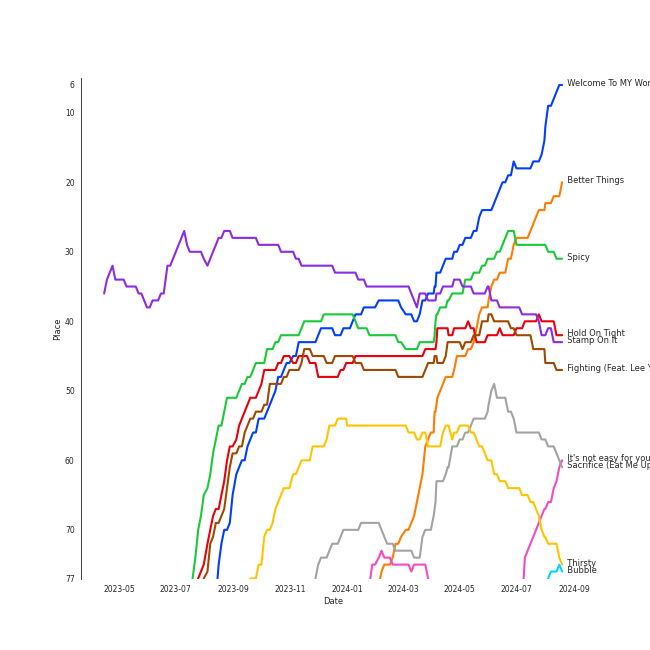 6
10
20
30
40
50
60
70
77
Place
2023-05
2023-07
2023-09
2023-11
2024-01
2024-03
2024-05
2024-07
2024-09
Date
Welcome To MY Wor
Better Things
Spicy
Hold On Tight
Stamp On It
Fighting (Feat. Lee Y
It's not easy for you
Sacrifice (Eat Me Up
Thirsty
Bubble